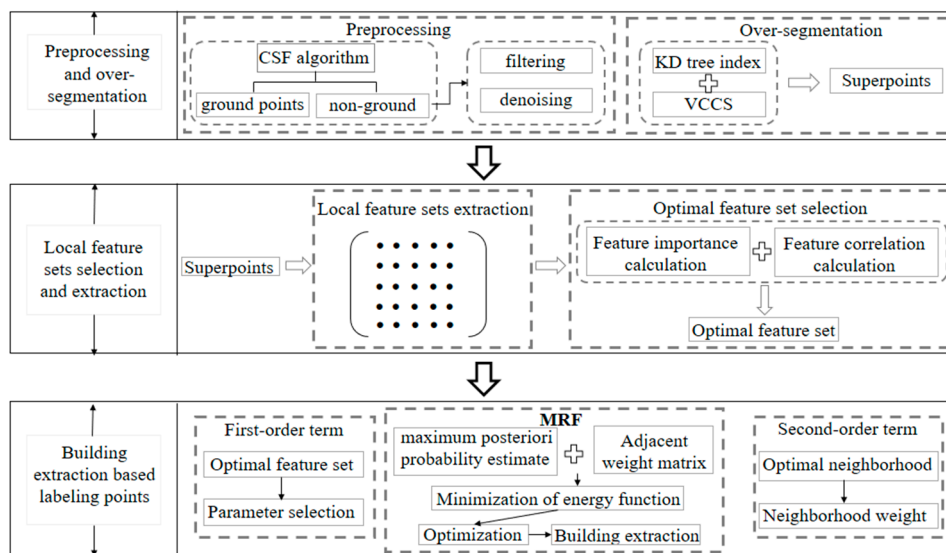 Preprocessing
and over-
segmentation
Preprocessing
CSF algorithm
ground points
non-ground
filtering
denoising
Over-segmentation
KD tree index
VCCS
Superpoints
Local feature
sets selection
and extraction
Superpoints
Local feature sets extraction
Optimal feature set selection
Feature importance
calculation
Feature correlation
calculation
Optimal feature set
Building
extraction based
labeling points
First-order term
Optimal feature set
Parameter selection
MRF
maximum posteriori
probability estimate
Adjacent
weight matrix
Minimization of energy function
Optimization
Building extraction
Second-order term
Optimal neighborhood
Neighborhood weight